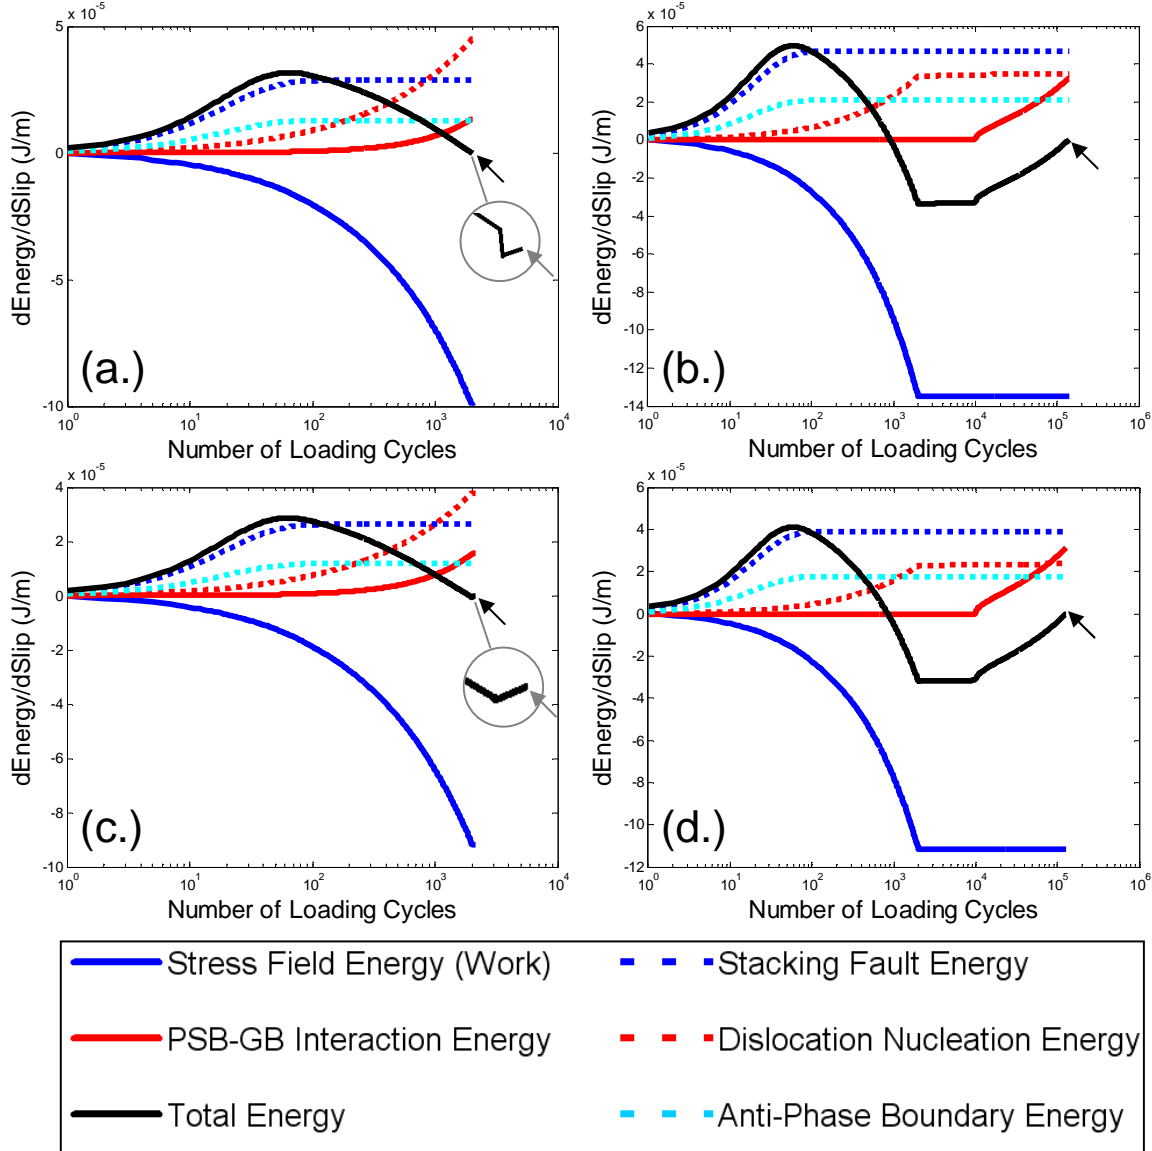 x 10^-5
5
0
-5
-10
dEnergy/dSlip (J/m)
(a.)
10^0 10^1 10^2 10^3 10^4
Number of Loading Cycles
x 10^-5
6
4
2
0
-2
-4
-6
-8
-10
-12
-14
dEnergy/dSlip (J/m)
(b.)
10^0 10^1 10^2 10^3 10^4 10^5 10^6
Number of Loading Cycles
x 10^-5
4
2
0
-2
-4
-6
-8
-10
dEnergy/dSlip (J/m)
(c.)
10^0 10^1 10^2 10^3 10^4
Number of Loading Cycles
x 10^-5
6
4
2
0
-2
-4
-6
-8
-10
-12
dEnergy/dSlip (J/m)
(d.)
10^0 10^1 10^2 10^3 10^4 10^5 10^6
Number of Loading Cycles
Stress Field Energy (Work)
Stacking Fault Energy
PSB-GB Interaction Energy
Dislocation Nucleation Energy
Total Energy
Anti-Phase Boundary Energy